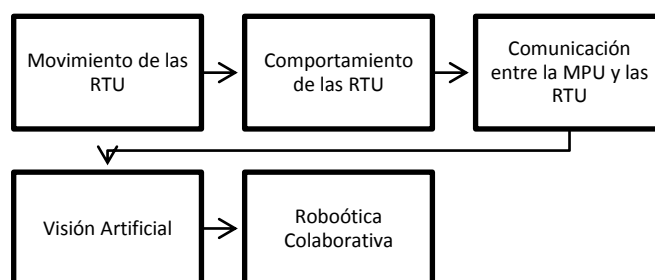 Movimiento de las
RTU
Comportamiento
de las RTU
Comunicación
entre la MPU y las
RTU
Visión Artificial
Roboótica
Colaborativa